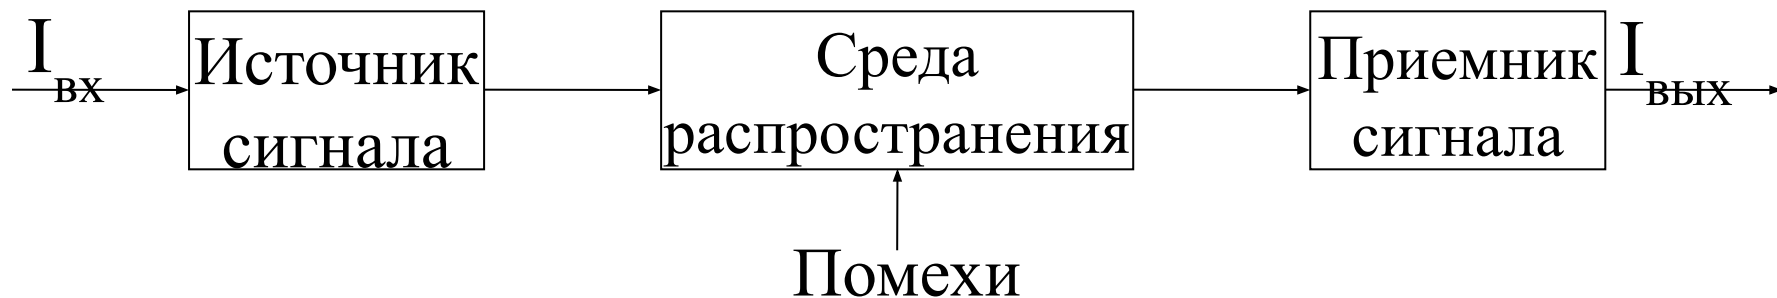 Iвх
Источник
сигнала
Среда
распространения
Приемник
сигнала
Iвых
Помехи